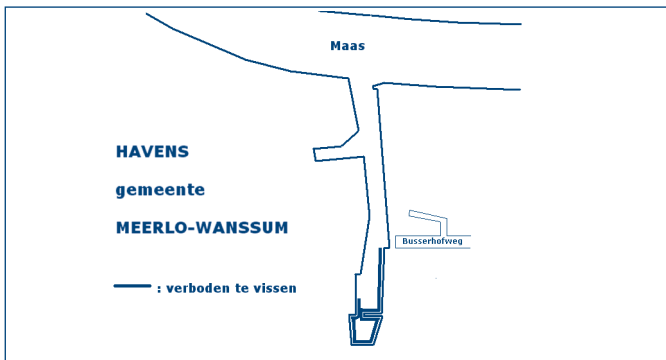 Maas
HAVENS
gemeente
MEERLO-WANSSUM
Busserhofweg
: verboden te vissen